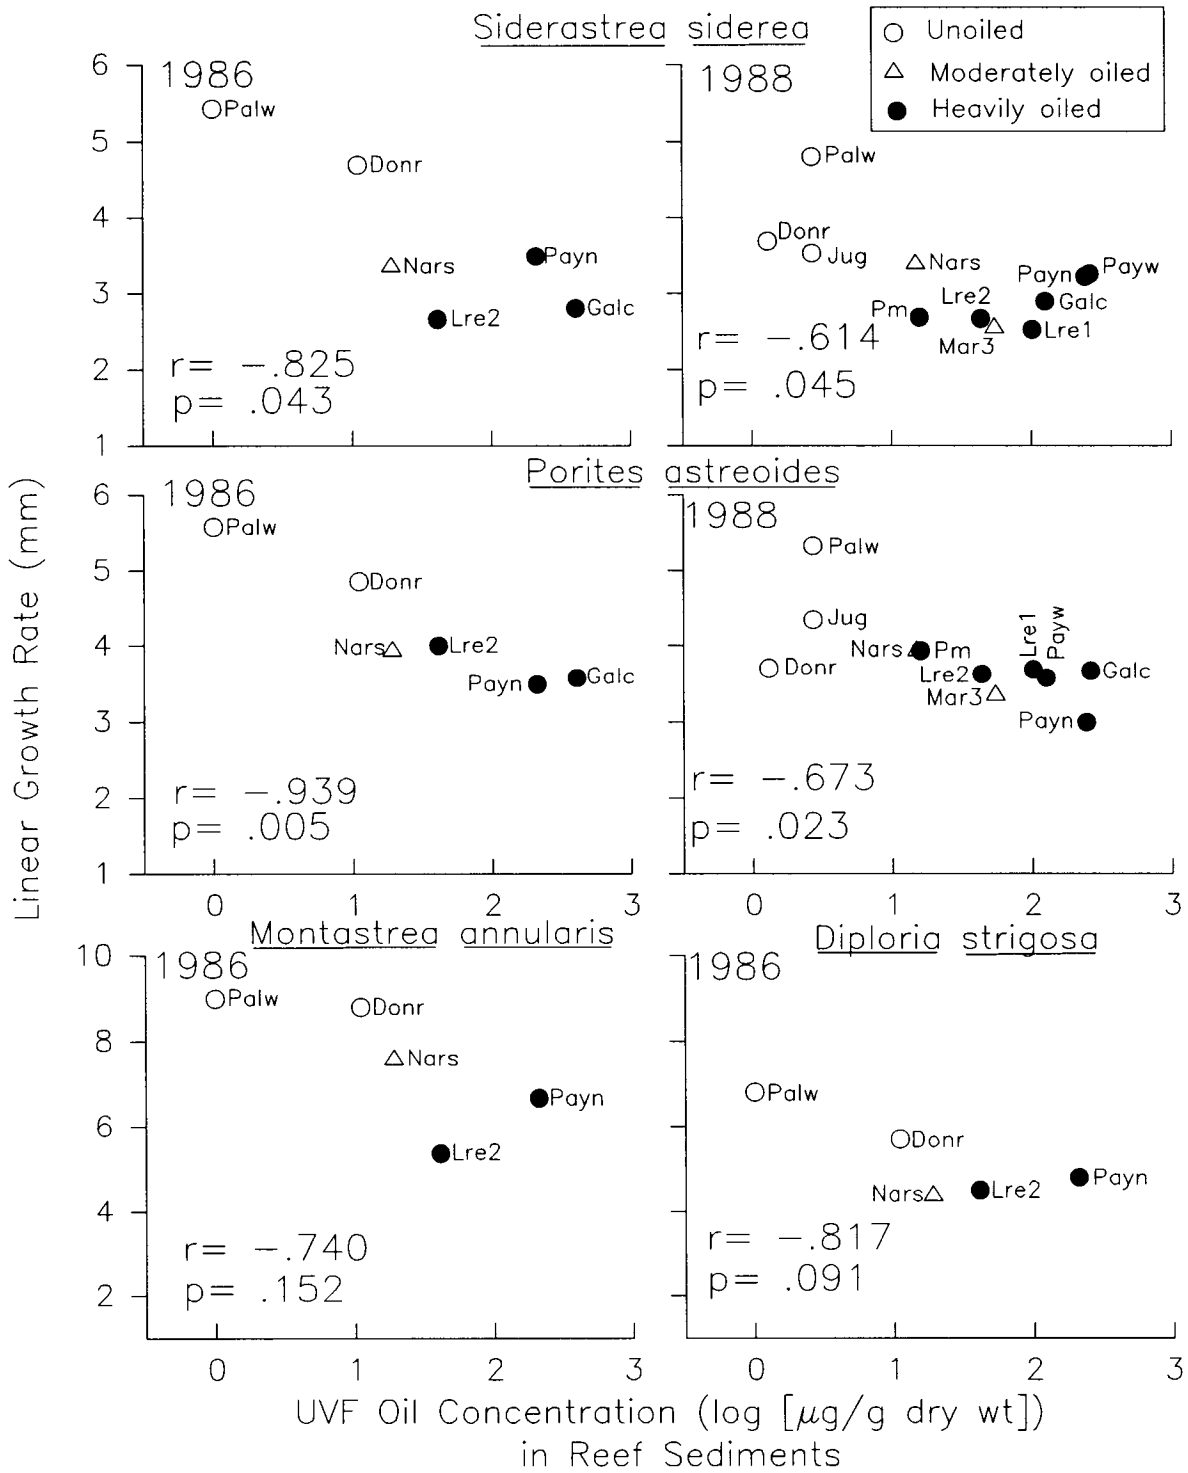 Siderastrea siderea
Unoiled
Moderately oiled
Heavily oiled
1986
6
5
4
3
2
1
Palw
Donr
Nars
Payn
Lre2
Galc
r= -.825
p= .043
1988
Palw
Donr
Jug
Nars
Payn
Payw
Pm
Lre2
Galc
Mar3
Lre1
r= -.614
p= .045
Porites astreoides
1986
6
5
4
3
2
1
Palw
Donr
Nars
Lre2
Payn
Galc
r= -.939
p= .005
0 1 2 3
1988
Palw
Jug
Donr
Nars
Pm
Lre1
Payw
Lre2
Galc
Mar3
Payn
r= -.673
p= .023
0 1 2 3
Linear Growth Rate (mm)
Montastrea annularis
1986
10
8
6
4
2
Palw
Donr
Nars
Payn
Lre2
r= -.740
p= .152
0 1 2 3
Diploria strigosa
1986
Palw
Donr
Nars
Lre2
Payn
r= -.817
p= .091
0 1 2 3
UVF Oil Concentration (log [μg/g dry wt])
in Reef Sediments